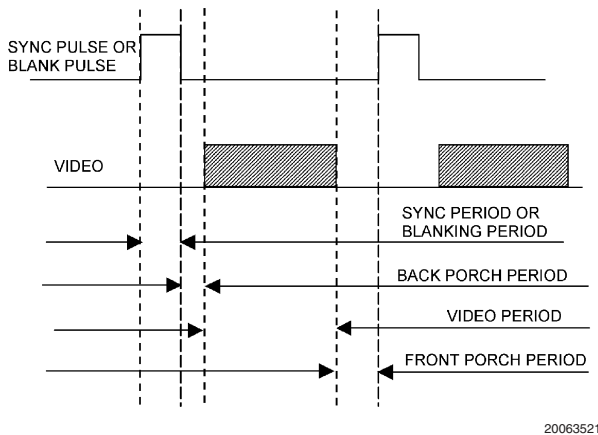 SYNC PULSE OR
BLANK PULSE
VIDEO
SYNC PERIOD OR
BLANKING PERIOD
BACK PORCH PERIOD
VIDEO PERIOD
FRONT PORCH PERIOD
20063521